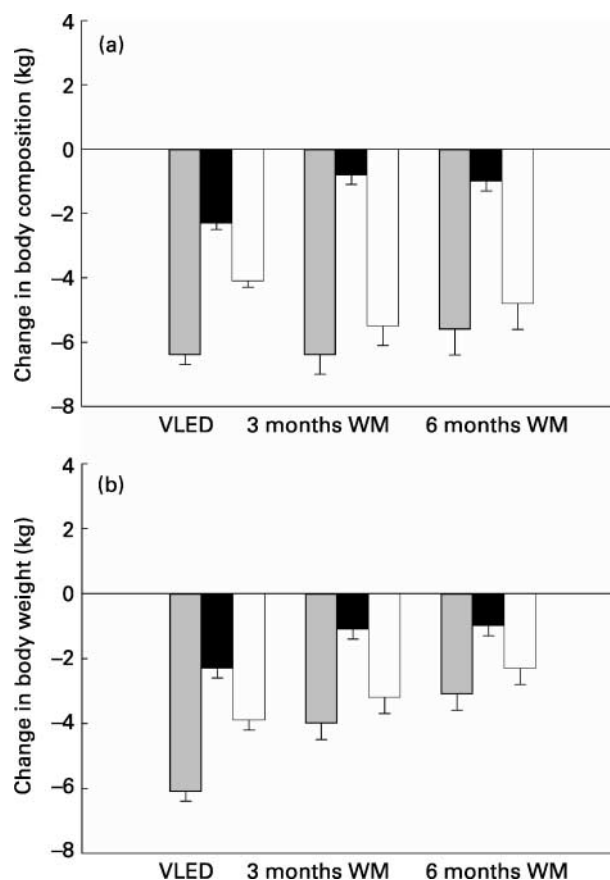 (a)
Change in body composition (kg)
4
2
0
–2
–4
–6
–8
VLED 3 months WM 6 months WM
(b)
Change in body weight (kg)
4
2
0
–2
–4
–6
–8
VLED 3 months WM 6 months WM